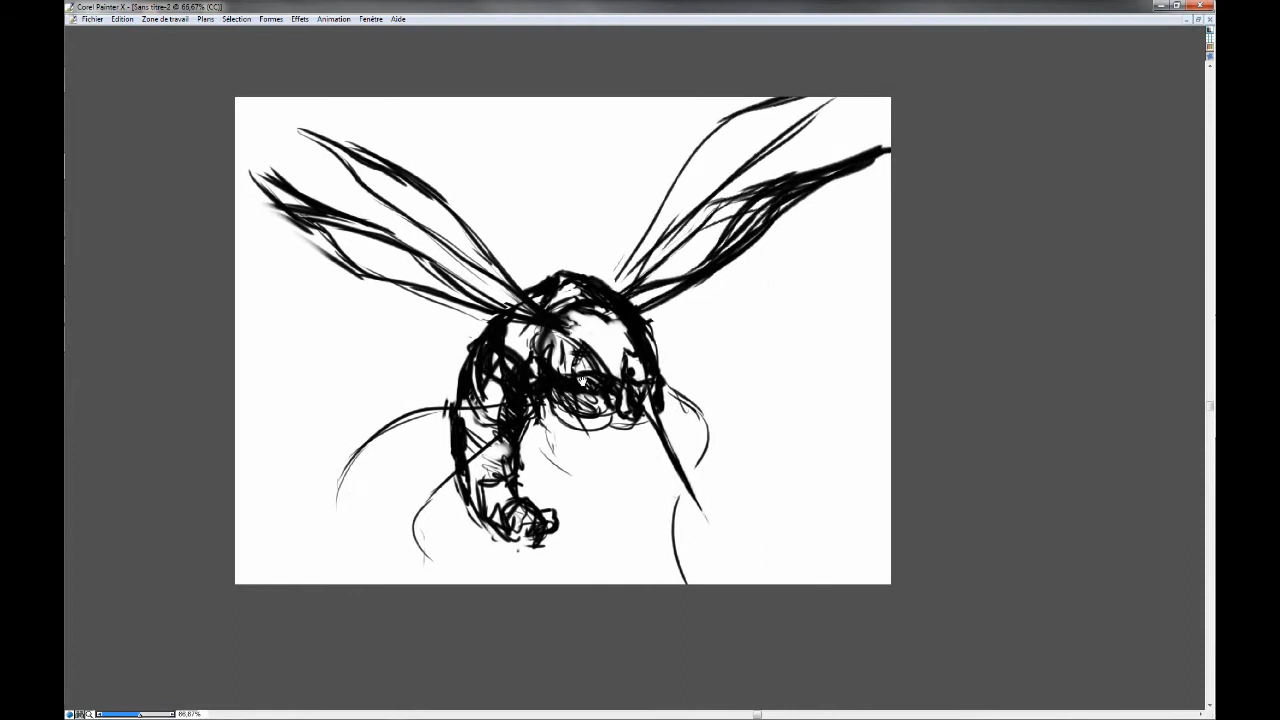 Corel Painter X - [Sans titre-2 @ 66,67% (CC)]
Fichier Edition Zone de travail Plans Sélection Formes Effets Animation Fenêtre Aide
66,67%